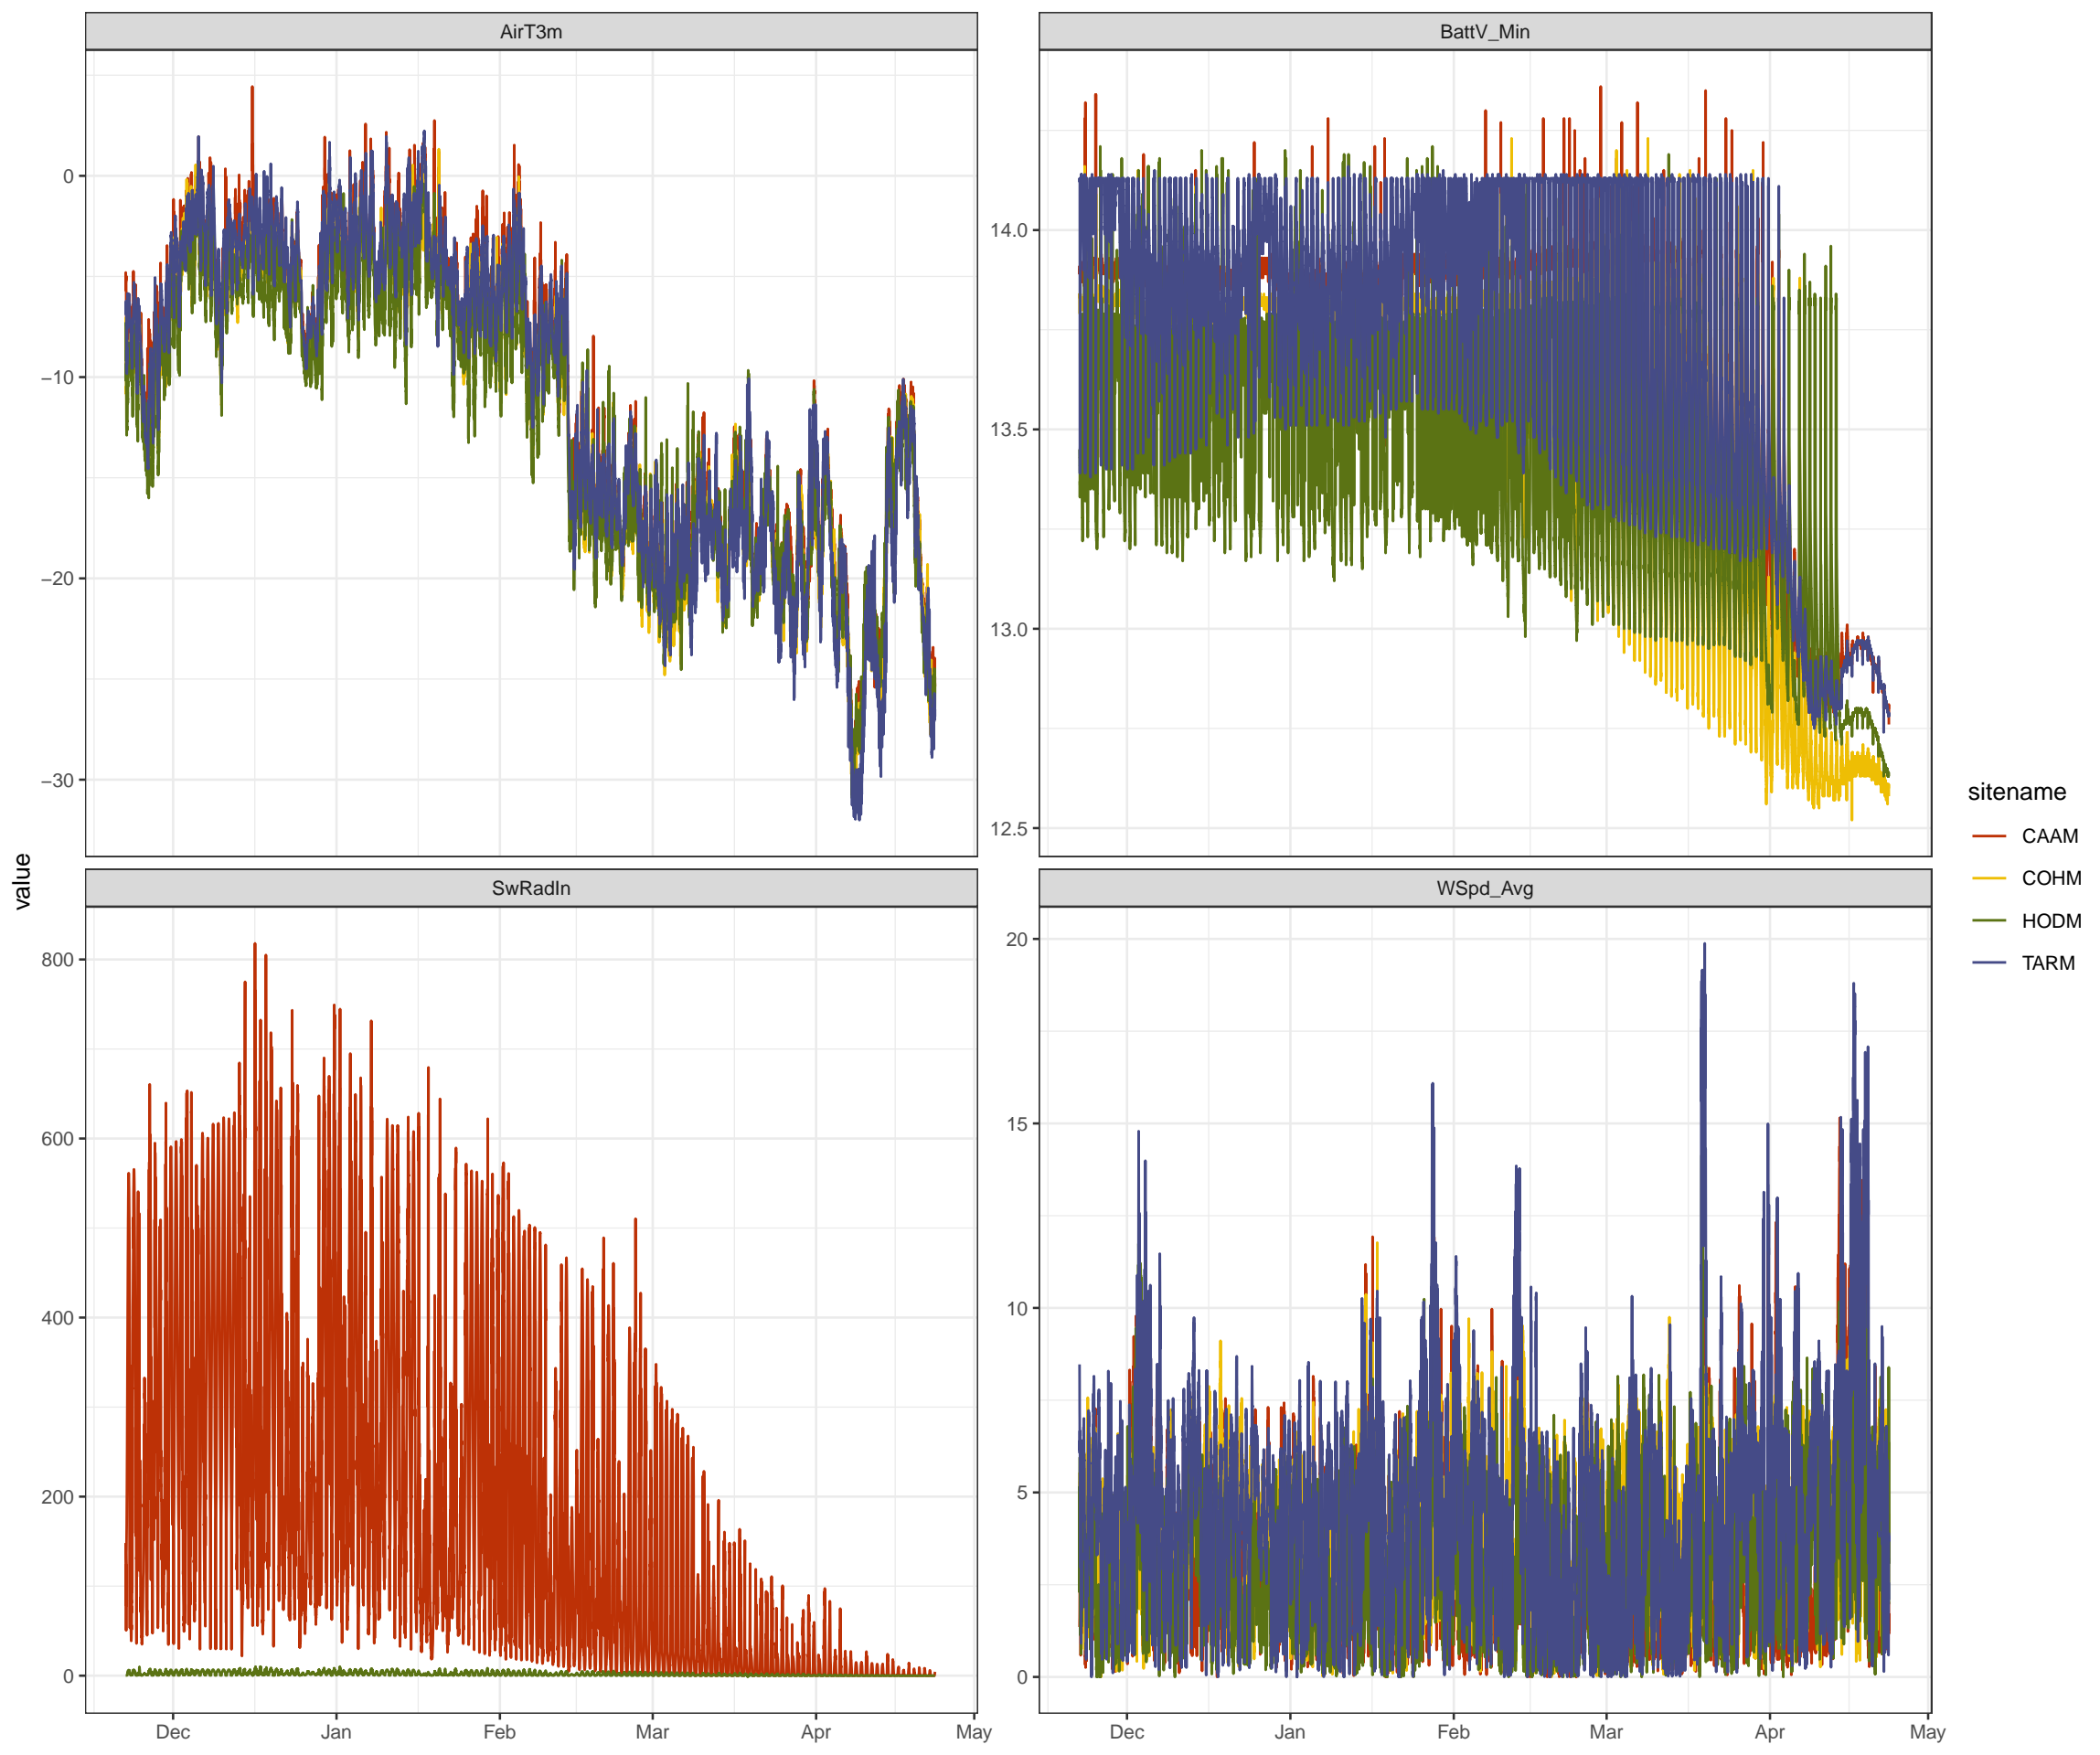 AirT3m
BattV_Min
0
−10
−20
−30
14.0
13.5
13.0
12.5
value
SwRadIn
WSpd_Avg
800
600
400
200
0
20
15
10
5
0
Dec Jan Feb Mar Apr May
Dec Jan Feb Mar Apr May
sitename
CAAM
COHM
HODM
TARM